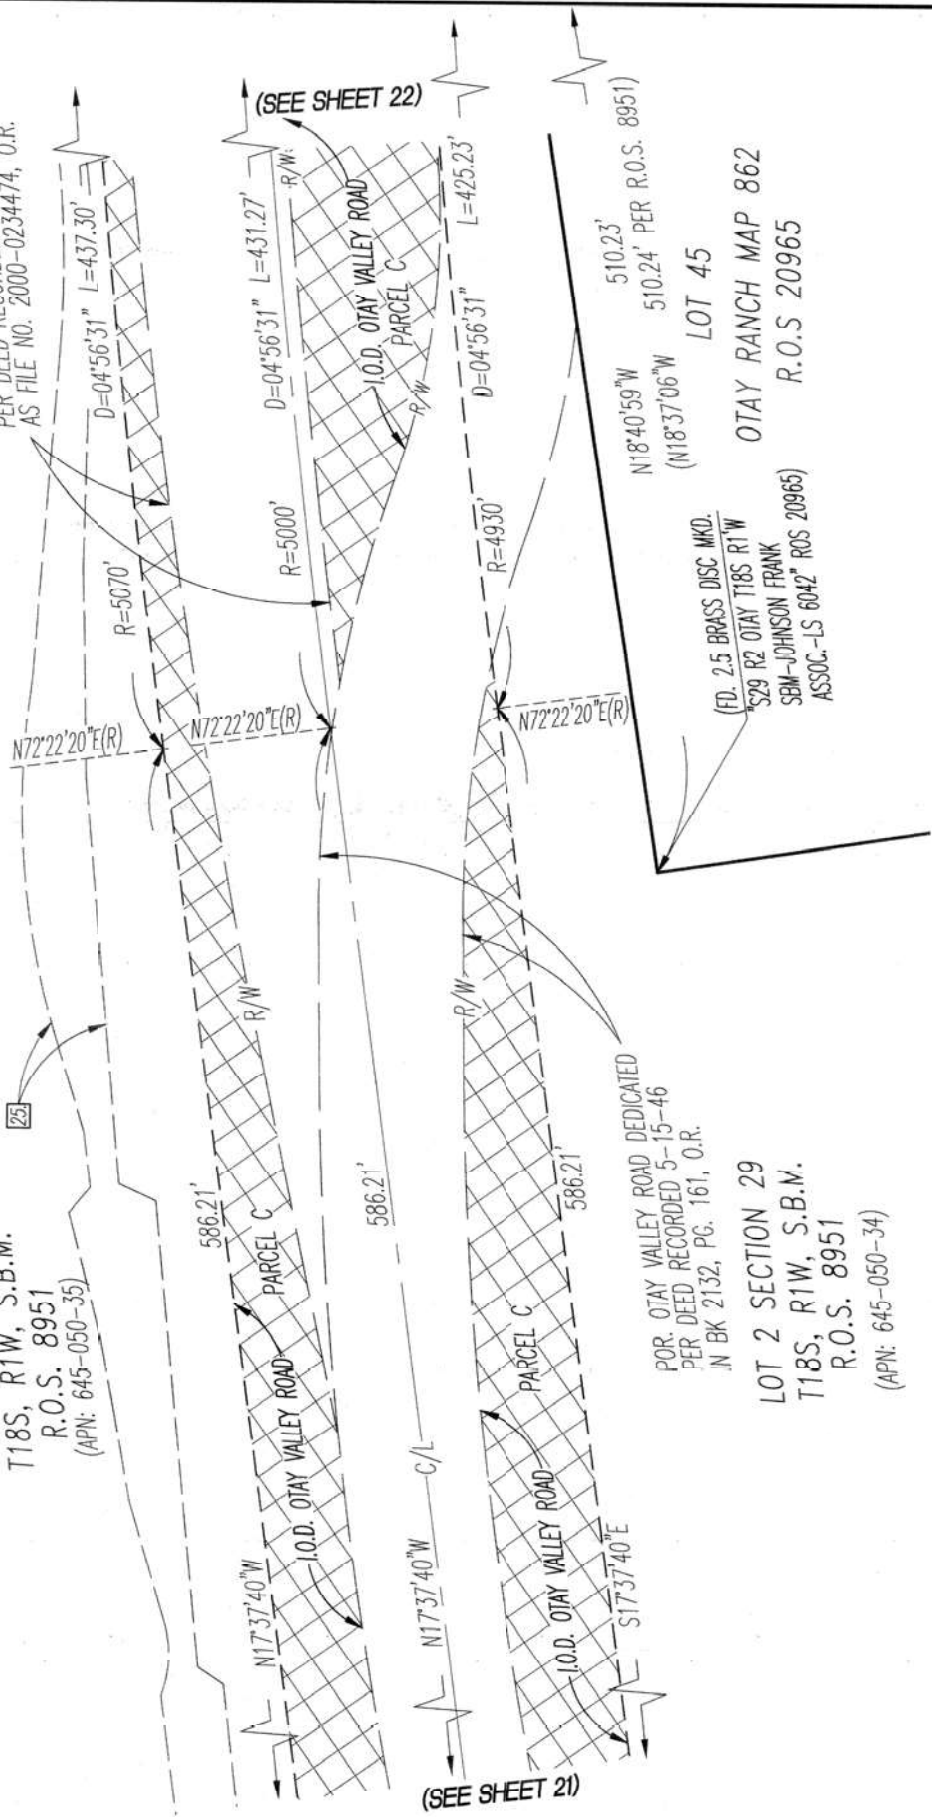 (SEE SHEET 22)
AS FILE NO. 2000-0234474, O.R.
D=04°56'31" L=437.30'
R=5070'
R/W
D=04°56'31" L=431.27'
R=5000'
I.O.D. OTAY VALLEY ROAD
PARCEL C
R/W
L=425.23'
D=04°56'31"
R=4930'
N72°22'20"E(R)
N72°22'20"E(R)
N72°22'20"E(R)
510.23'
510.24' PER R.O.S. 8951)
N18°40'59"W
(N18°37'06"W
LOT 45
OTAY RANCH MAP 862
R.O.S 20965
(FD. 2.5 BRASS DISC MKD.
"S29 R2 OTAY T18S R1'W
SBM-JOHNSON FRANK
ASSOC.-LS 6042" ROS 20965)
25
T18S, R1W, S.B.M.
R.O.S. 8951
(APN: 645-050-35)
586.21'
R/W
PARCEL C
I.O.D. OTAY VALLEY ROAD
N17°37'40"W
586.21'
C/L
N17°37'40"W
R/W
586.21'
PARCEL C
I.O.D. OTAY VALLEY ROAD
S17°37'40"E
POR. OTAY VALLEY ROAD DEDICATED
PER DEED RECORDED 5-15-46
IN BK 2132, PG. 161, O.R.
LOT 2 SECTION 29
T18S, R1W, S.B.M.
R.O.S. 8951
(APN: 645-050-34)
(SEE SHEET 21)